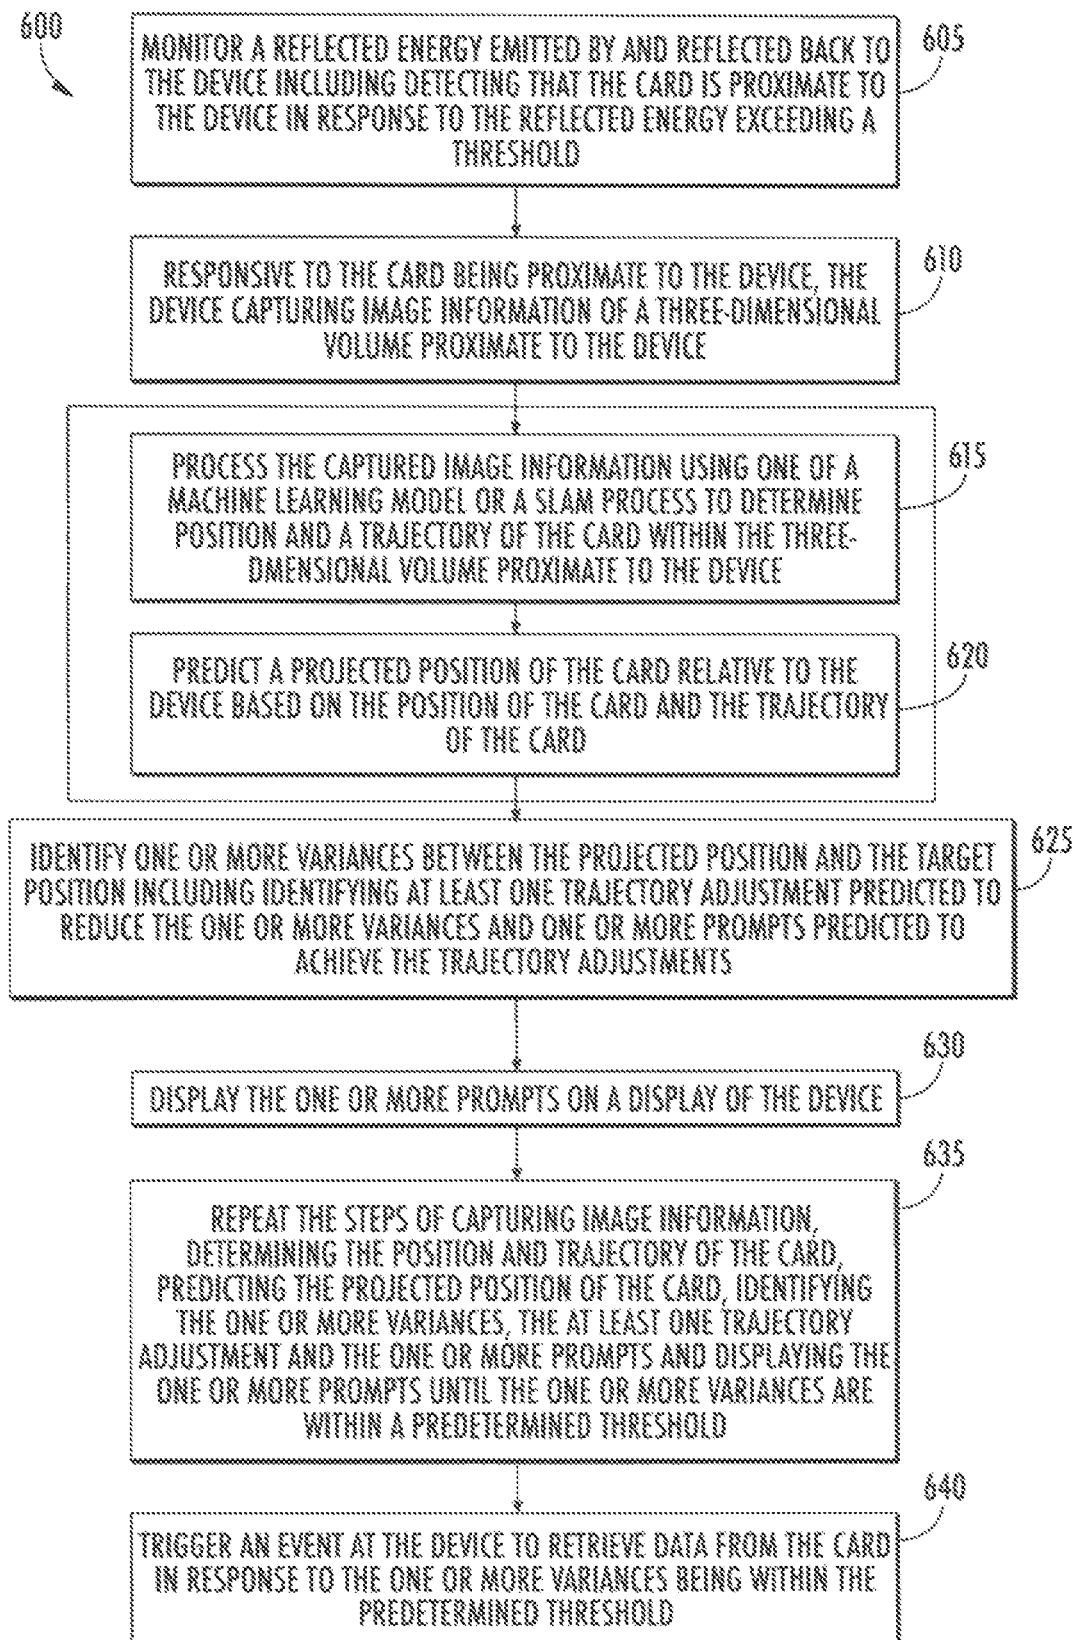 600
605
MONITOR A REFLECTED ENERGY EMITTED BY AND REFLECTED BACK TO
THE DEVICE INCLUDING DETECTING THAT THE CARD IS PROXIMATE TO
THE DEVICE IN RESPONSE TO THE REFLECTED ENERGY EXCEEDING A
THRESHOLD
610
RESPONSIVE TO THE CARD BEING PROXIMATE TO THE DEVICE, THE
DEVICE CAPTURING IMAGE INFORMATION OF A THREE-DIMENSIONAL
VOLUME PROXIMATE TO THE DEVICE
615
PROCESS THE CAPTURED IMAGE INFORMATION USING ONE OF A
MACHINE LEARNING MODEL OR A SLAM PROCESS TO DETERMINE
POSITION AND A TRAJECTORY OF THE CARD WITHIN THE THREE-
DMENSIONAL VOLUME PROXIMATE TO THE DEVICE
620
PREDICT A PROJECTED POSITION OF THE CARD RELATIVE TO THE
DEVICE BASED ON THE POSITION OF THE CARD AND THE TRAJECTORY
OF THE CARD
625
IDENTIFY ONE OR MORE VARIANCES BETWEEN THE PROJECTED POSITION AND THE TARGET
POSITION INCLUDING IDENTIFYING AT LEAST ONE TRAJECTORY ADJUSTMENT PREDICTED TO
REDUCE THE ONE OR MORE VARIANCES AND ONE OR MORE PROMPTS PREDICTED TO
ACHIEVE THE TRAJECTORY ADJUSTMENTS
630
DISPLAY THE ONE OR MORE PROMPTS ON A DISPLAY OF THE DEVICE
635
REPEAT THE STEPS OF CAPTURING IMAGE INFORMATION,
DETERMINING THE POSITION AND TRAJECTORY OF THE CARD,
PREDICTING THE PROJECTED POSITION OF THE CARD, IDENTIFYING
THE ONE OR MORE VARIANCES, THE AT LEAST ONE TRAJECTORY
ADJUSTMENT AND THE ONE OR MORE PROMPTS AND DISPLAYING THE
ONE OR MORE PROMPTS UNTIL THE ONE OR MORE VARIANCES ARE
WITHIN A PREDETERMINED THRESHOLD
640
TRIGGER AN EVENT AT THE DEVICE TO RETRIEVE DATA FROM THE CARD
IN RESPONSE TO THE ONE OR MORE VARIANCES BEING WITHIN THE
PREDETERMINED THRESHOLD